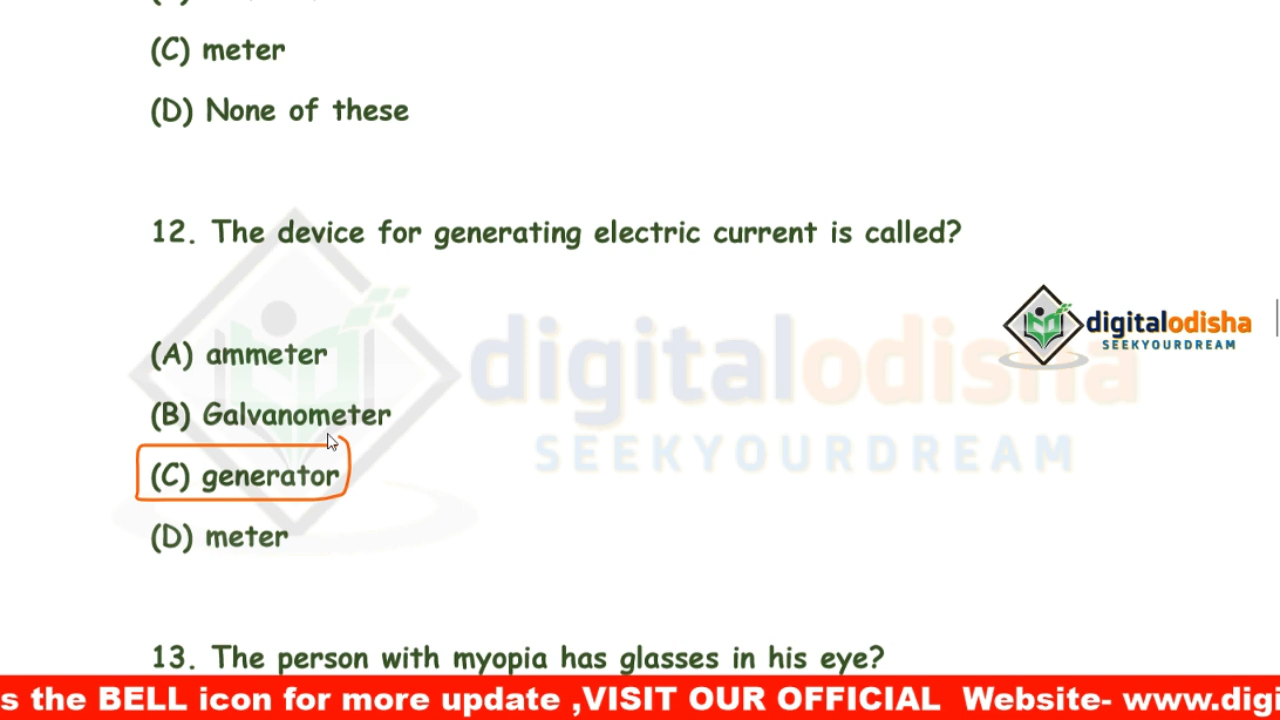 (C) meter
(D) None of these
12. The device for generating electric current is called?
(A) ammeter
(B) Galvanometer
(C) generator
(D) meter
digitalodisha
SEEKYOURDREAM
digitalodisha
SEEKYOURDREAM
13. The person with myopia has glasses in his eye?
s the BELL icon for more update ,VISIT OUR OFFICIAL Website- www.digi